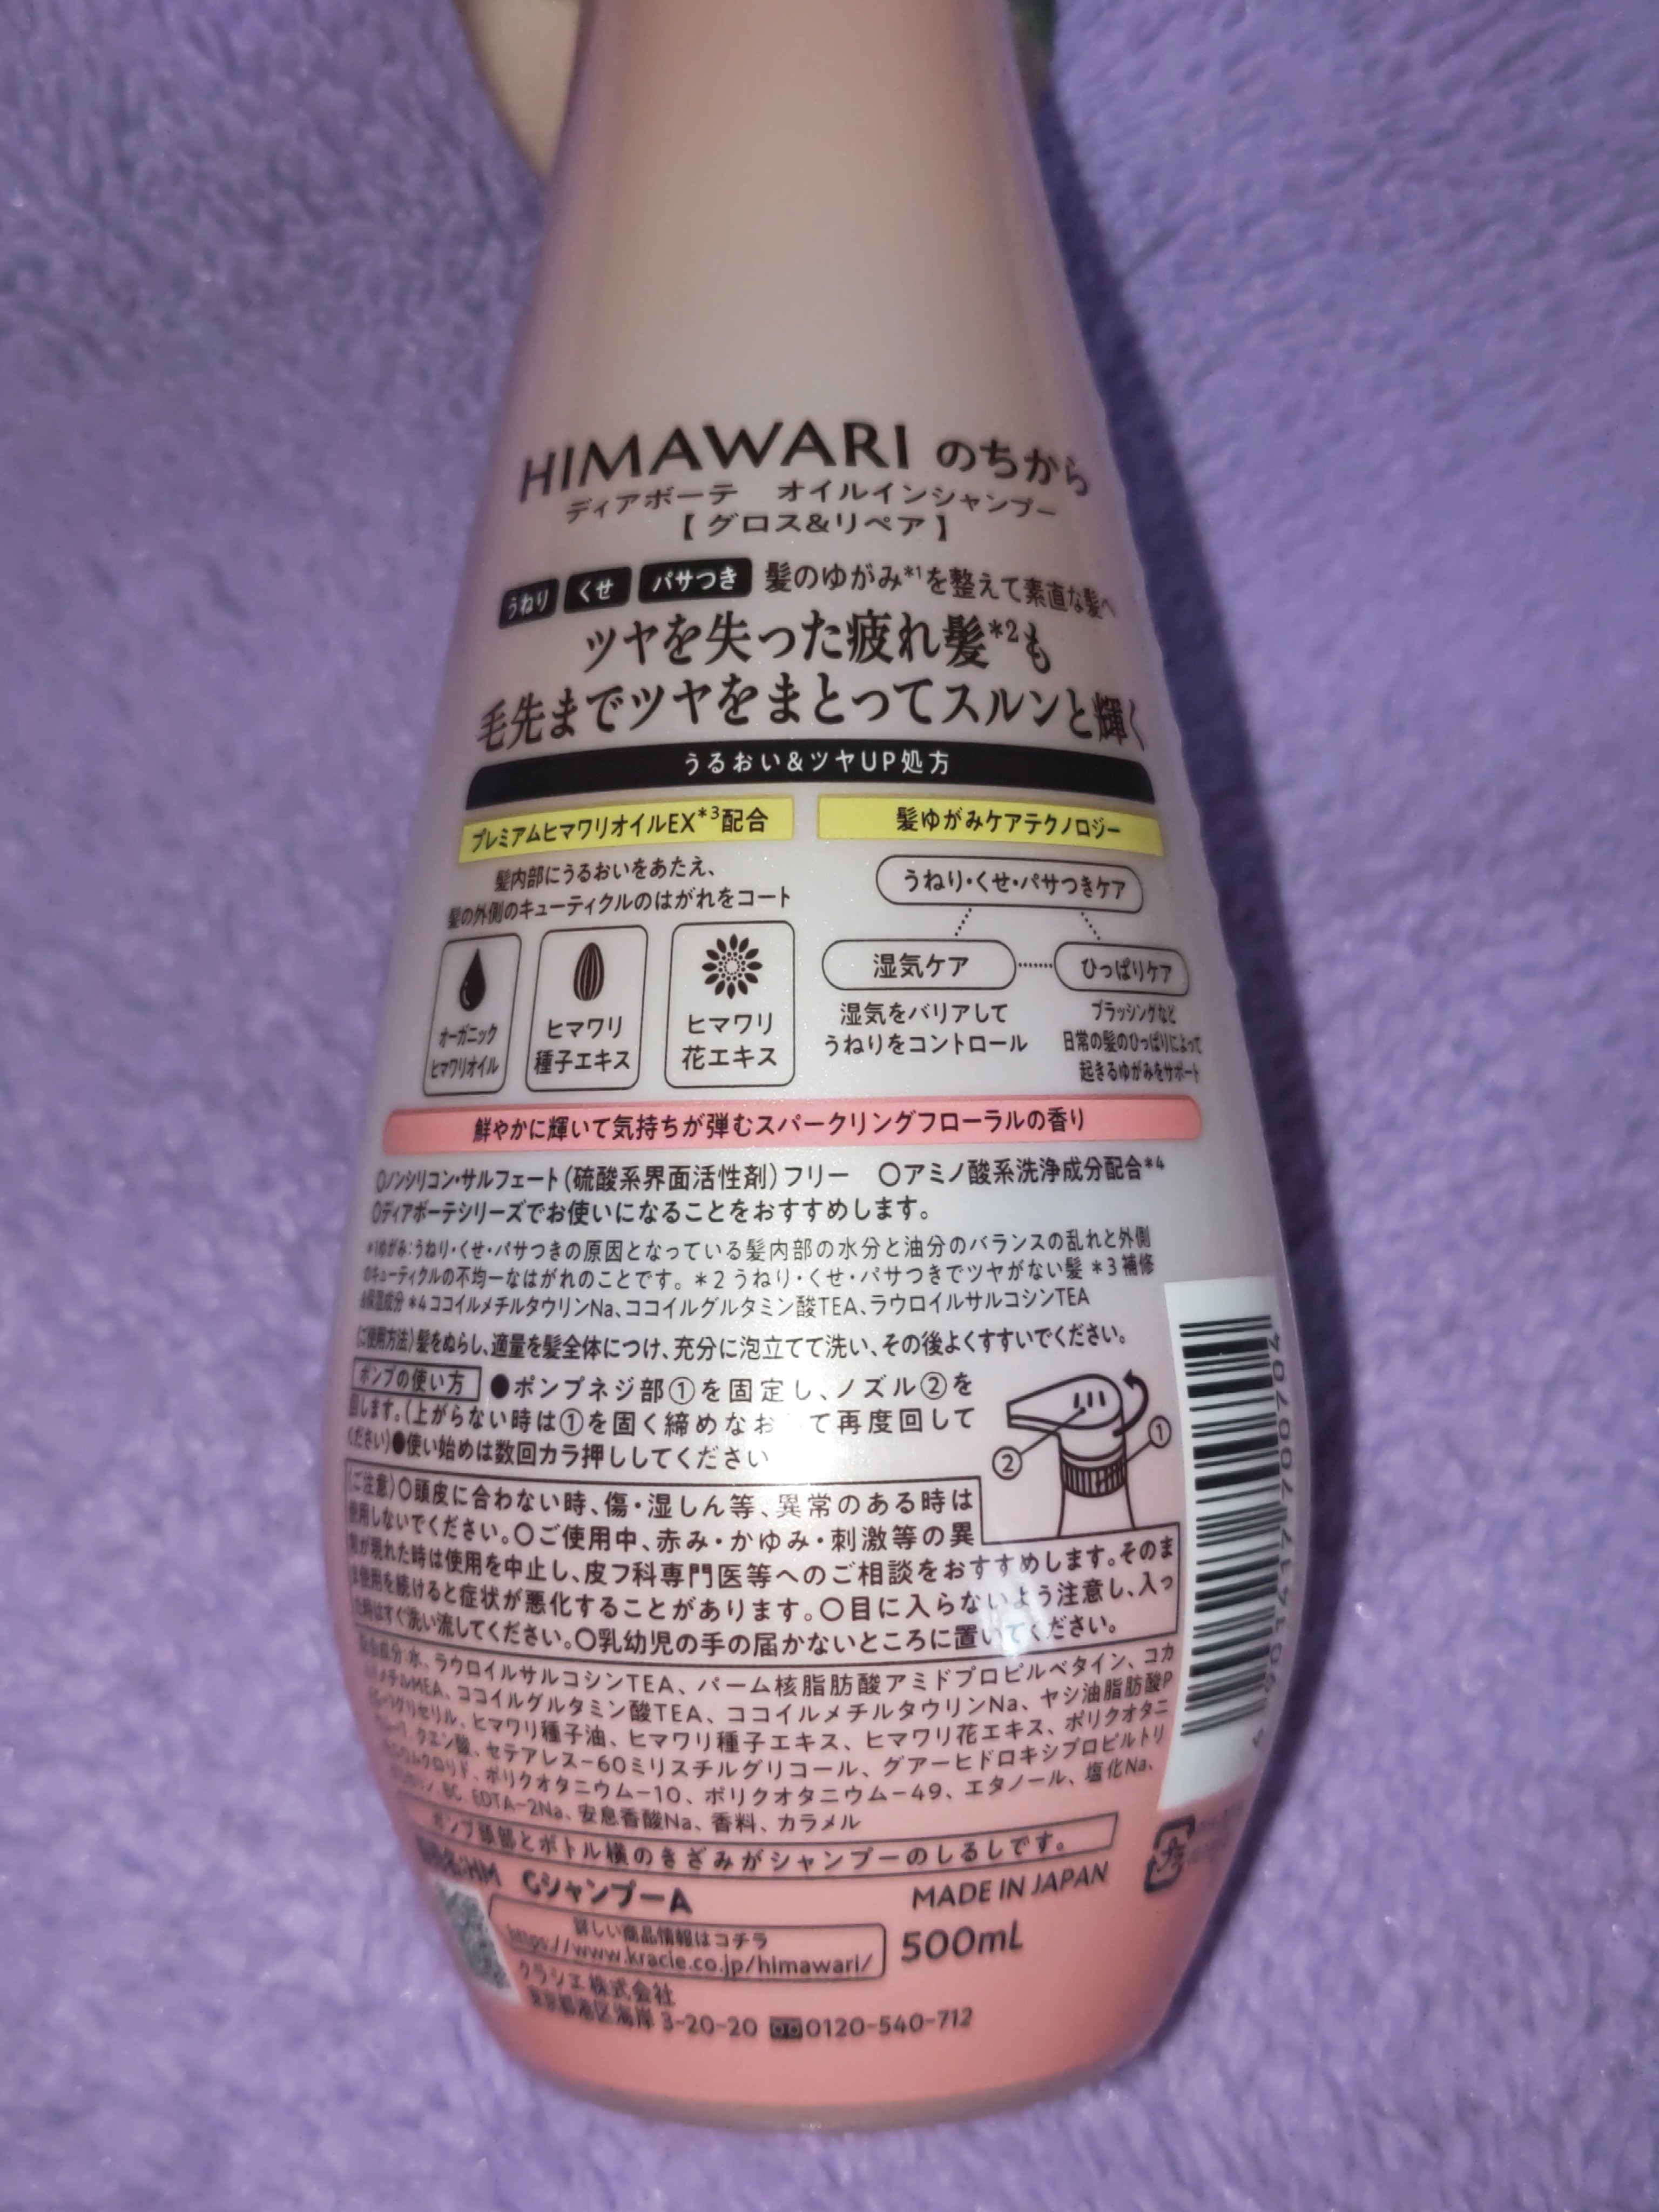 HIMAWARI のちから
ディアボーテ オイルインシャンプー
【グロス&リペア】
うねり くせ パサつき 髪のゆがみ*1を整えて素直な髪へ
ツヤを失った疲れ髪*2も
毛先までツヤをまとってスルンと輝く
うるおい&ツヤUP処方
プレミアムヒマワリオイルEX*3配合
髪内部にうるおいをあたえ、
髪の外側のキューティクルのはがれをコート
オーガニック
ヒマワリオイル
ヒマワリ
種子エキス
ヒマワリ
花エキス
髪ゆがみケアテクノロジー
うねり・くせ・パサつきケア
湿気ケア
湿気をバリアして
うねりをコントロール
ひっぱりケア
ブラッシングなど
日常の髪のひっぱりによって
起きるゆがみをサポート
鮮やかに輝いて気持ちが弾むスパークリングフローラルの香り
○ノンシリコン・サルフェート(硫酸系界面活性剤)フリー ○アミノ酸系洗浄成分配合*4
○ディアボーテシリーズでお使いになることをおすすめします。
*1ゆがみ:うねり・くせ・パサつきの原因となっている髪内部の水分と油分のバランスの乱れと外側
のキューティクルの不均一なはがれのことです。*2 うねり・くせ・パサつきでツヤがない髪 *3 補修
&保湿成分 *4 ココイルメチルタウリンNa、ココイルグルタミン酸TEA、ラウロイルサルコシンTEA
(ご使用方法)髪をぬらし、適量を髪全体につけ、充分に泡立てて洗い、その後よくすすいでください。
ポンプの使い方 ●ポンプネジ部①を固定し、ノズル②を
回します。(上がらない時は①を固く締めなお て再度回して
ください)●使い始めは数回カラ押ししてください
② ①
(ご注意)○頭皮に合わない時、傷・湿しん等、異常のある時は
使用しないでください。○ご使用中、赤み・かゆみ・刺激等の異
常が現れた時は使用を中止し、皮フ科専門医等へのご相談をおすすめします。そのま
ま使用を続けると症状が悪化することがあります。○目に入らないよう注意し、入っ
た時はすぐ洗い流してください。○乳幼児の手の届かないところに置いてください。
配合成分:水、ラウロイルサルコシンTEA、パーム核脂肪酸アミドプロピルベタイン、コカ
メチルMEA、ココイルグルタミン酸TEA、ココイルメチルタウリンNa、ヤシ油脂肪酸P
グリセリル、ヒマワリ種子油、ヒマワリ種子エキス、ヒマワリ花エキス、ポリクオタニ
クエン酸、セテアレス-60ミリスチルグリコール、グアーヒドロキシプロピルトリ
クロリド、ポリクオタニウム-10、ポリクオタニウム-49、エタノール、塩化Na、
BG、EDTA-2Na、安息香酸Na、香料、カラメル
ポンプ頭部とボトル横のきざみがシャンプーのしるしです。
HM GシャンプーA
MADE IN JAPAN
詳しい商品情報はコチラ
https://www.kracie.co.jp/himawari/
500mL
クラシエ株式会社
東京都港区海岸 3-20-20 0120-540-712
4901417700704